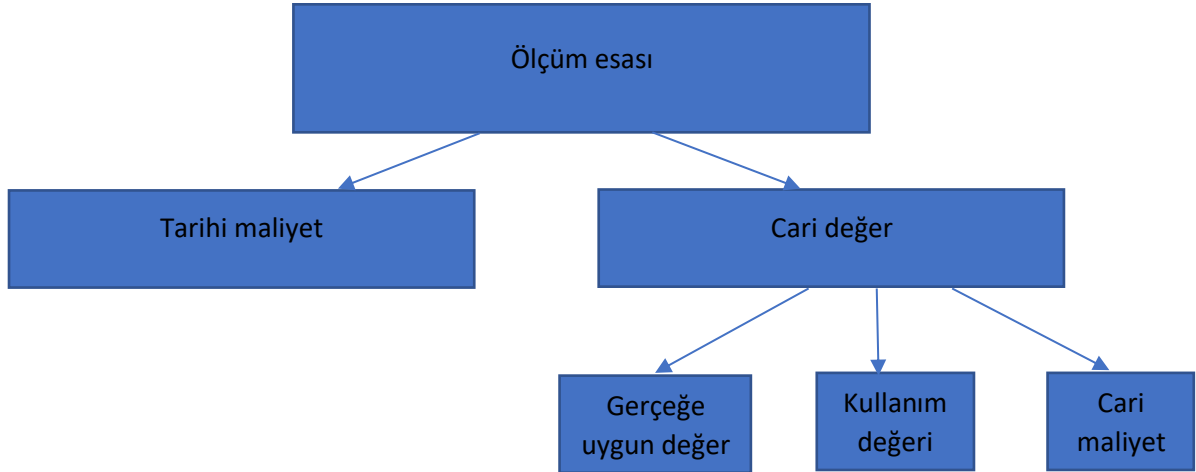 Ölçüm esası
Tarihi maliyet
Cari değer
Gerçeğe
uygun değer
Kullanım
değeri
Cari
maliyet